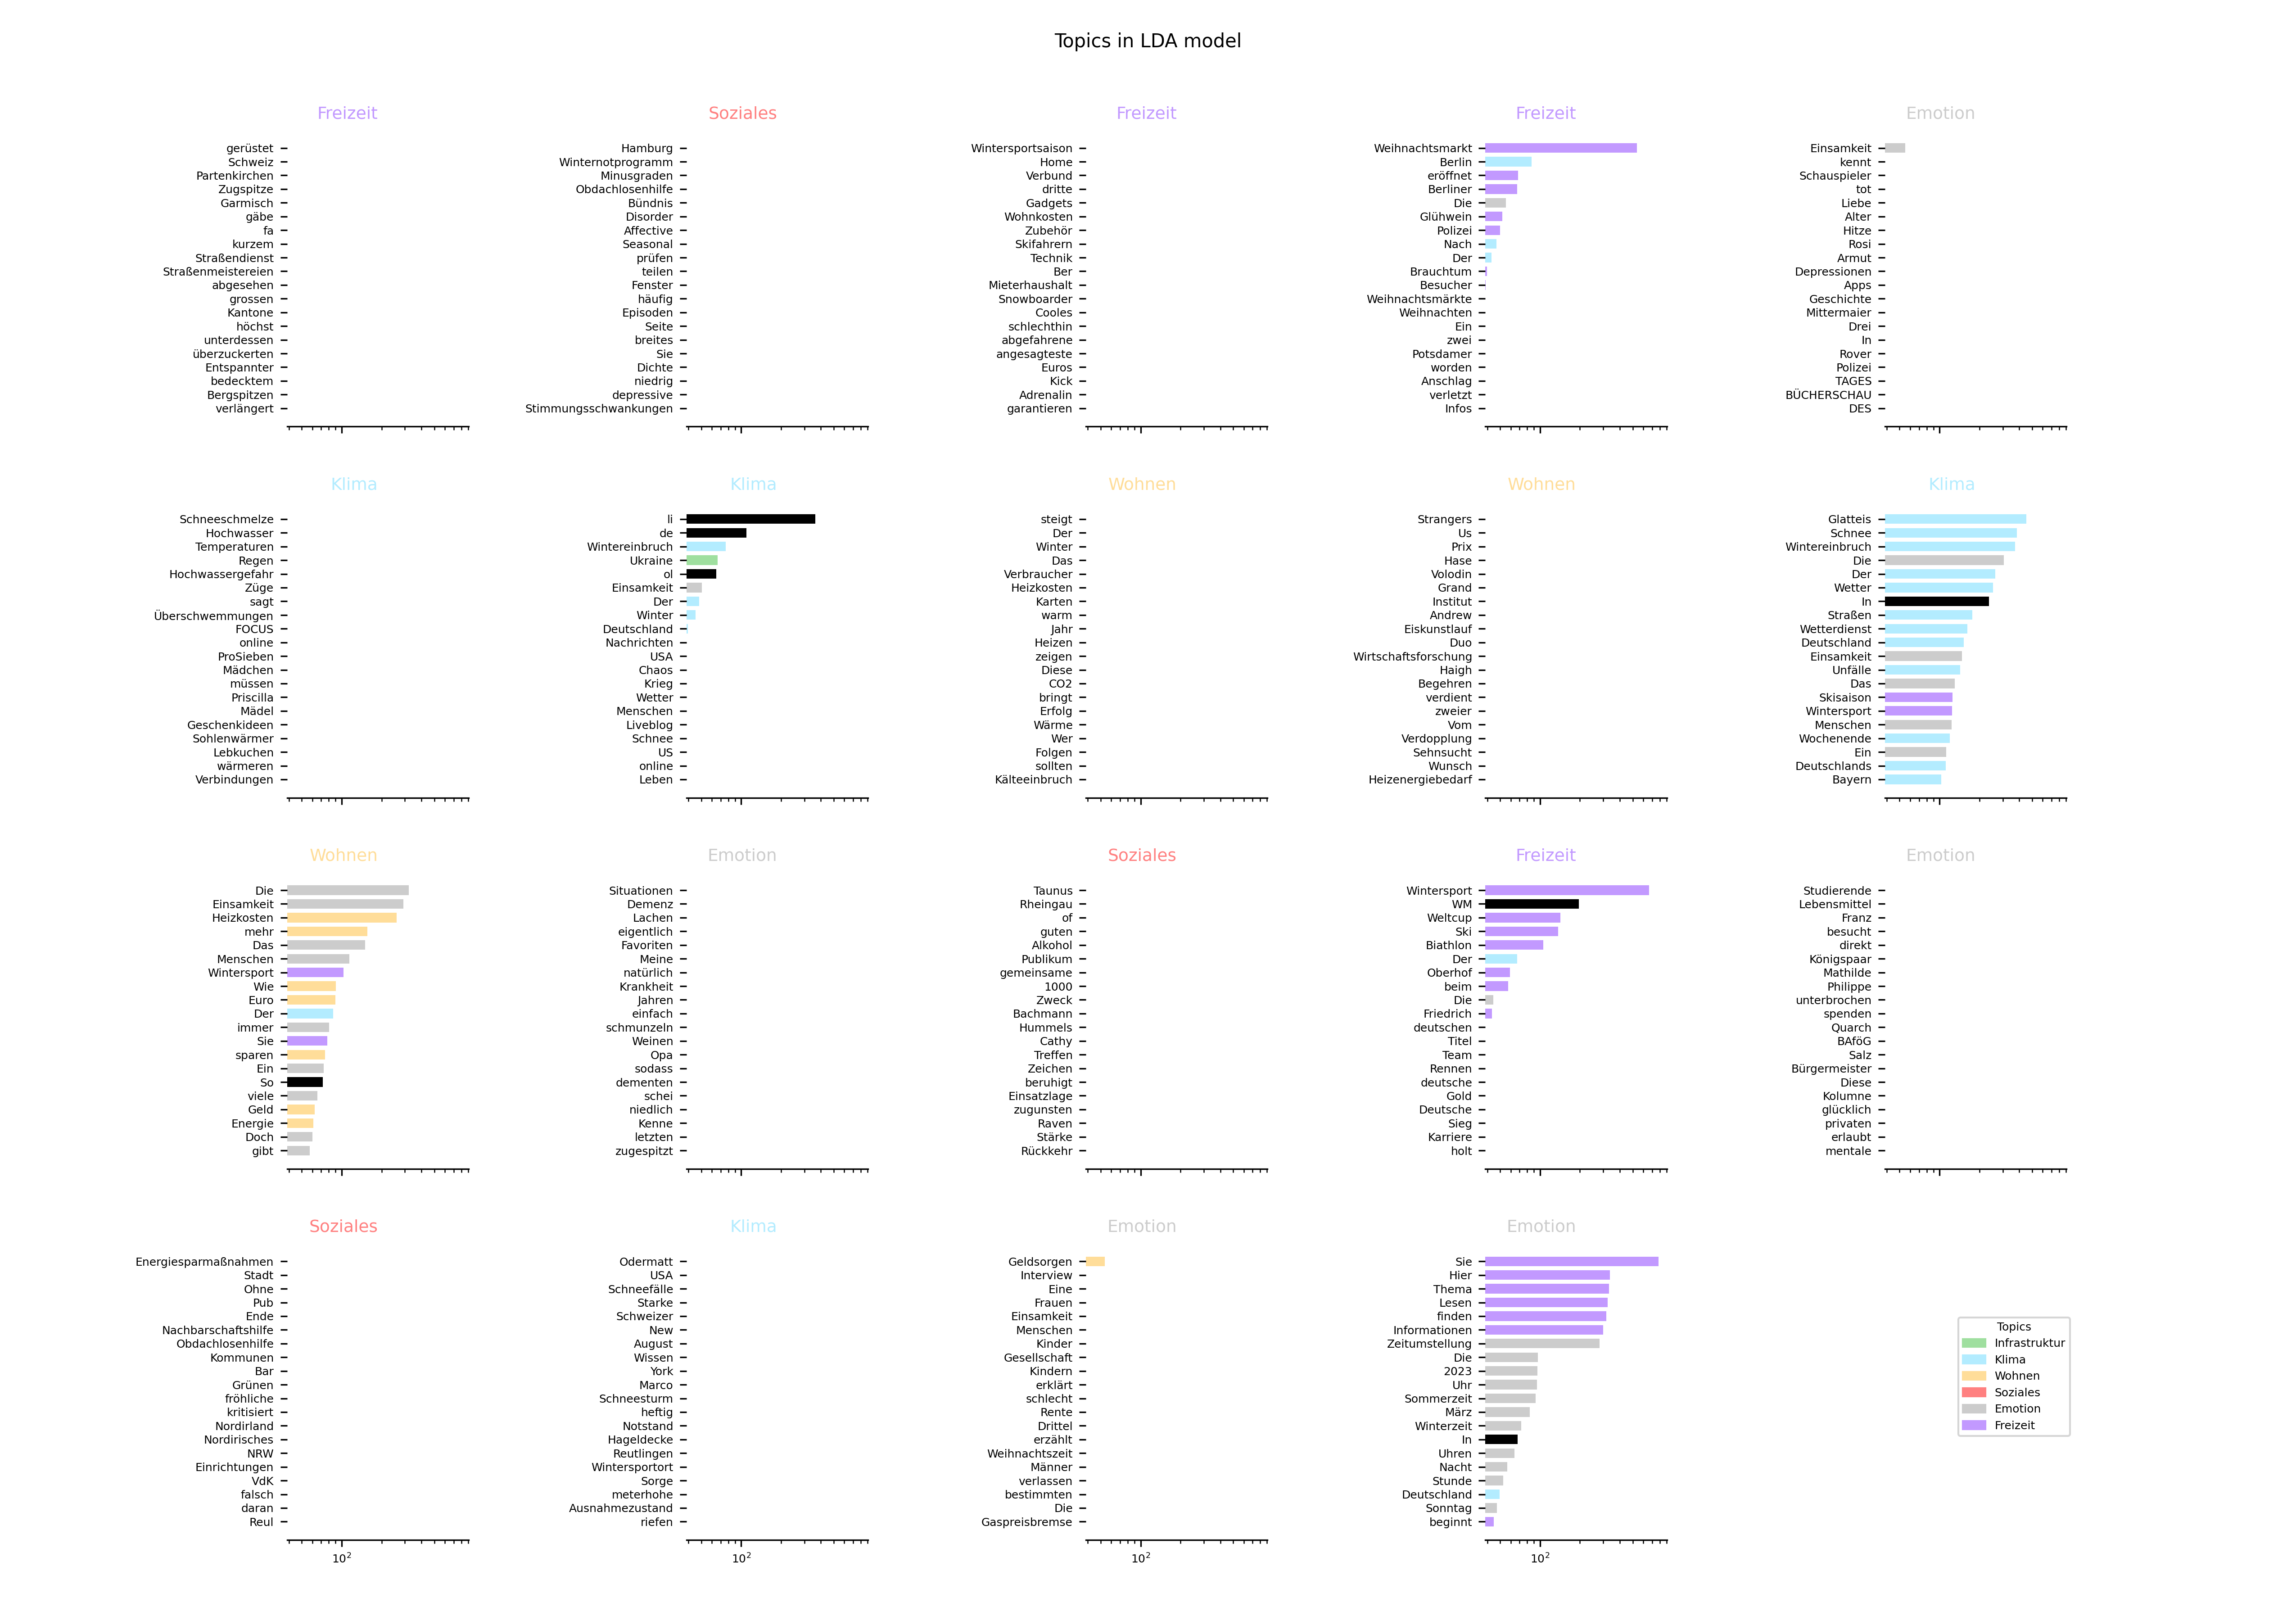 Topics in LDA model
Freizeit
gerüstet
Schweiz
Partenkirchen
Zugspitze
Garmisch
gäbe
fa
kurzem
Straßendienst
Straßenmeistereien
abgesehen
grossen
Kantone
höchst
unterdessen
überzuckerten
Entspannter
bedecktem
Bergspitzen
verlängert
Soziales
Hamburg
Winternotprogramm
Minusgraden
Obdachlosenhilfe
Bündnis
Disorder
Affective
Seasonal
prüfen
teilen
Fenster
häufig
Episoden
Seite
breites
Sie
Dichte
niedrig
depressive
Stimmungsschwankungen
Freizeit
Wintersportsaison
Home
Verbund
dritte
Gadgets
Wohnkosten
Zubehör
Skifahrern
Technik
Ber
Mieterhaushalt
Snowboarder
Cooles
schlechthin
abgefahrene
angesagteste
Euros
Kick
Adrenalin
garantieren
Freizeit
Weihnachtsmarkt
Berlin
eröffnet
Berliner
Die
Glühwein
Polizei
Nach
Der
Brauchtum
Besucher
Weihnachtsmärkte
Weihnachten
Ein
zwei
Potsdamer
worden
Anschlag
verletzt
Infos
Emotion
Einsamkeit
kennt
Schauspieler
tot
Liebe
Alter
Hitze
Rosi
Armut
Depressionen
Apps
Geschichte
Mittermaier
Drei
In
Rover
Polizei
TAGES
BÜCHERSCHAU
DES
Klima
Schneeschmelze
Hochwasser
Temperaturen
Regen
Hochwassergefahr
Züge
sagt
Überschwemmungen
FOCUS
online
ProSieben
Mädchen
müssen
Priscilla
Mädel
Geschenkideen
Sohlenwärmer
Lebkuchen
wärmeren
Verbindungen
Klima
li
de
Wintereinbruch
Ukraine
ol
Einsamkeit
Der
Winter
Deutschland
Nachrichten
USA
Chaos
Krieg
Wetter
Menschen
Liveblog
Schnee
US
online
Leben
Wohnen
steigt
Der
Winter
Das
Verbraucher
Heizkosten
Karten
warm
Jahr
Heizen
zeigen
Diese
CO2
bringt
Erfolg
Wärme
Wer
Folgen
sollten
Kälteeinbruch
Wohnen
Strangers
Us
Prix
Hase
Volodin
Grand
Institut
Andrew
Eiskunstlauf
Duo
Wirtschaftsforschung
Haigh
Begehren
verdient
zweier
Vom
Verdopplung
Sehnsucht
Wunsch
Heizenergiebedarf
Klima
Glatteis
Schnee
Wintereinbruch
Die
Der
Wetter
In
Straßen
Wetterdienst
Deutschland
Einsamkeit
Unfälle
Das
Skisaison
Wintersport
Menschen
Wochenende
Ein
Deutschlands
Bayern
Wohnen
Die
Einsamkeit
Heizkosten
mehr
Das
Menschen
Wintersport
Wie
Euro
Der
immer
Sie
sparen
Ein
So
viele
Geld
Energie
Doch
gibt
Emotion
Situationen
Demenz
Lachen
eigentlich
Favoriten
Meine
natürlich
Krankheit
Jahren
einfach
schmunzeln
Weinen
Opa
sodass
dementen
schei
niedlich
Kenne
letzten
zugespitzt
Soziales
Taunus
Rheingau
of
guten
Alkohol
Publikum
gemeinsame
1000
Zweck
Bachmann
Hummels
Cathy
Treffen
Zeichen
beruhigt
Einsatzlage
zugunsten
Raven
Stärke
Rückkehr
Freizeit
Wintersport
WM
Weltcup
Ski
Biathlon
Der
Oberhof
beim
Die
Friedrich
deutschen
Titel
Team
Rennen
deutsche
Gold
Deutsche
Sieg
Karriere
holt
Emotion
Studierende
Lebensmittel
Franz
besucht
direkt
Königspaar
Mathilde
Philippe
unterbrochen
spenden
Quarch
BAföG
Salz
Bürgermeister
Diese
Kolumne
glücklich
privaten
erlaubt
mentale
Soziales
Energiesparmaßnahmen
Stadt
Ohne
Pub
Ende
Nachbarschaftshilfe
Obdachlosenhilfe
Kommunen
Bar
Grünen
fröhliche
kritisiert
Nordirland
Nordirisches
NRW
Einrichtungen
VdK
falsch
daran
Reul
10²
Klima
Odermatt
USA
Schneefälle
Starke
Schweizer
New
August
Wissen
York
Marco
Schneesturm
heftig
Notstand
Hageldecke
Reutlingen
Wintersportort
Sorge
meterhohe
Ausnahmezustand
riefen
10²
Emotion
Geldsorgen
Interview
Eine
Frauen
Einsamkeit
Menschen
Kinder
Gesellschaft
Kindern
erklärt
schlecht
Rente
Drittel
erzählt
Weihnachtszeit
Männer
verlassen
bestimmten
Die
Gaspreisbremse
10²
Emotion
Sie
Hier
Thema
Lesen
finden
Informationen
Zeitumstellung
Die
2023
Uhr
Sommerzeit
März
Winterzeit
In
Uhren
Nacht
Stunde
Deutschland
Sonntag
beginnt
10²
Topics
Infrastruktur
Klima
Wohnen
Soziales
Emotion
Freizeit